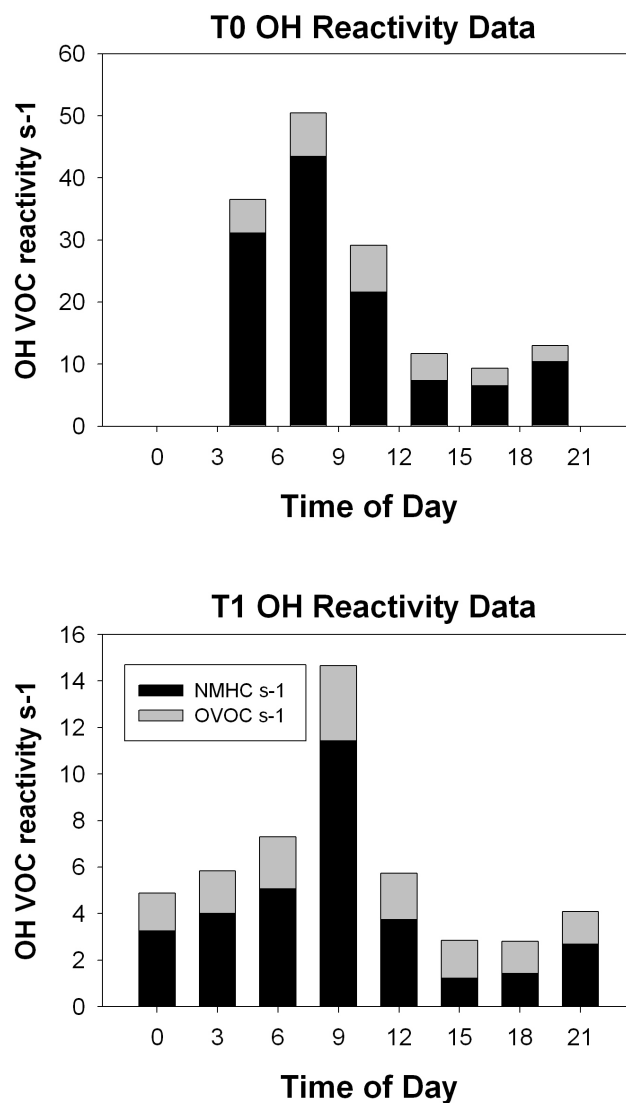 T0 OH Reactivity Data
60
50
40
30
20
10
0
OH VOC reactivity s-1
0 3 6 9 12 15 18 21
Time of Day
T1 OH Reactivity Data
16
14
12
10
8
6
4
2
0
OH VOC reactivity s-1
NMHC s-1
OVOC s-1
0 3 6 9 12 15 18 21
Time of Day